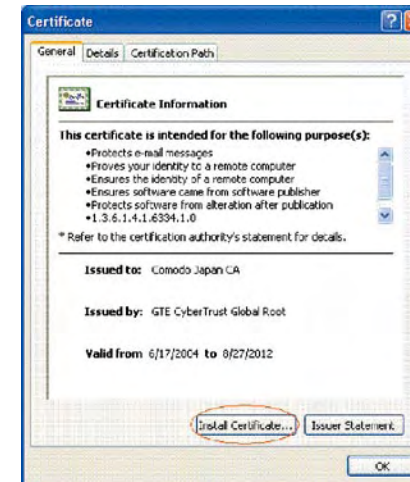 Certificate
General Details Certification Path
Certificate Information
This certificate is intended for the following purpose(s):
•Protects e-mail messages
•Proves your identity to a remote computer
•Ensures the identity of a remote computer
•Ensures software came from software publisher
•Protects software from alteration after publication
•1.3.6.1.4.1.6334.1.0
* Refer to the certification authority's statement for details.
Issued to: Comodo Japan CA
Issued by: GTE CyberTrust Global Root
Valid from 6/17/2004 to 8/27/2012
Install Certificate... Issuer Statement
OK